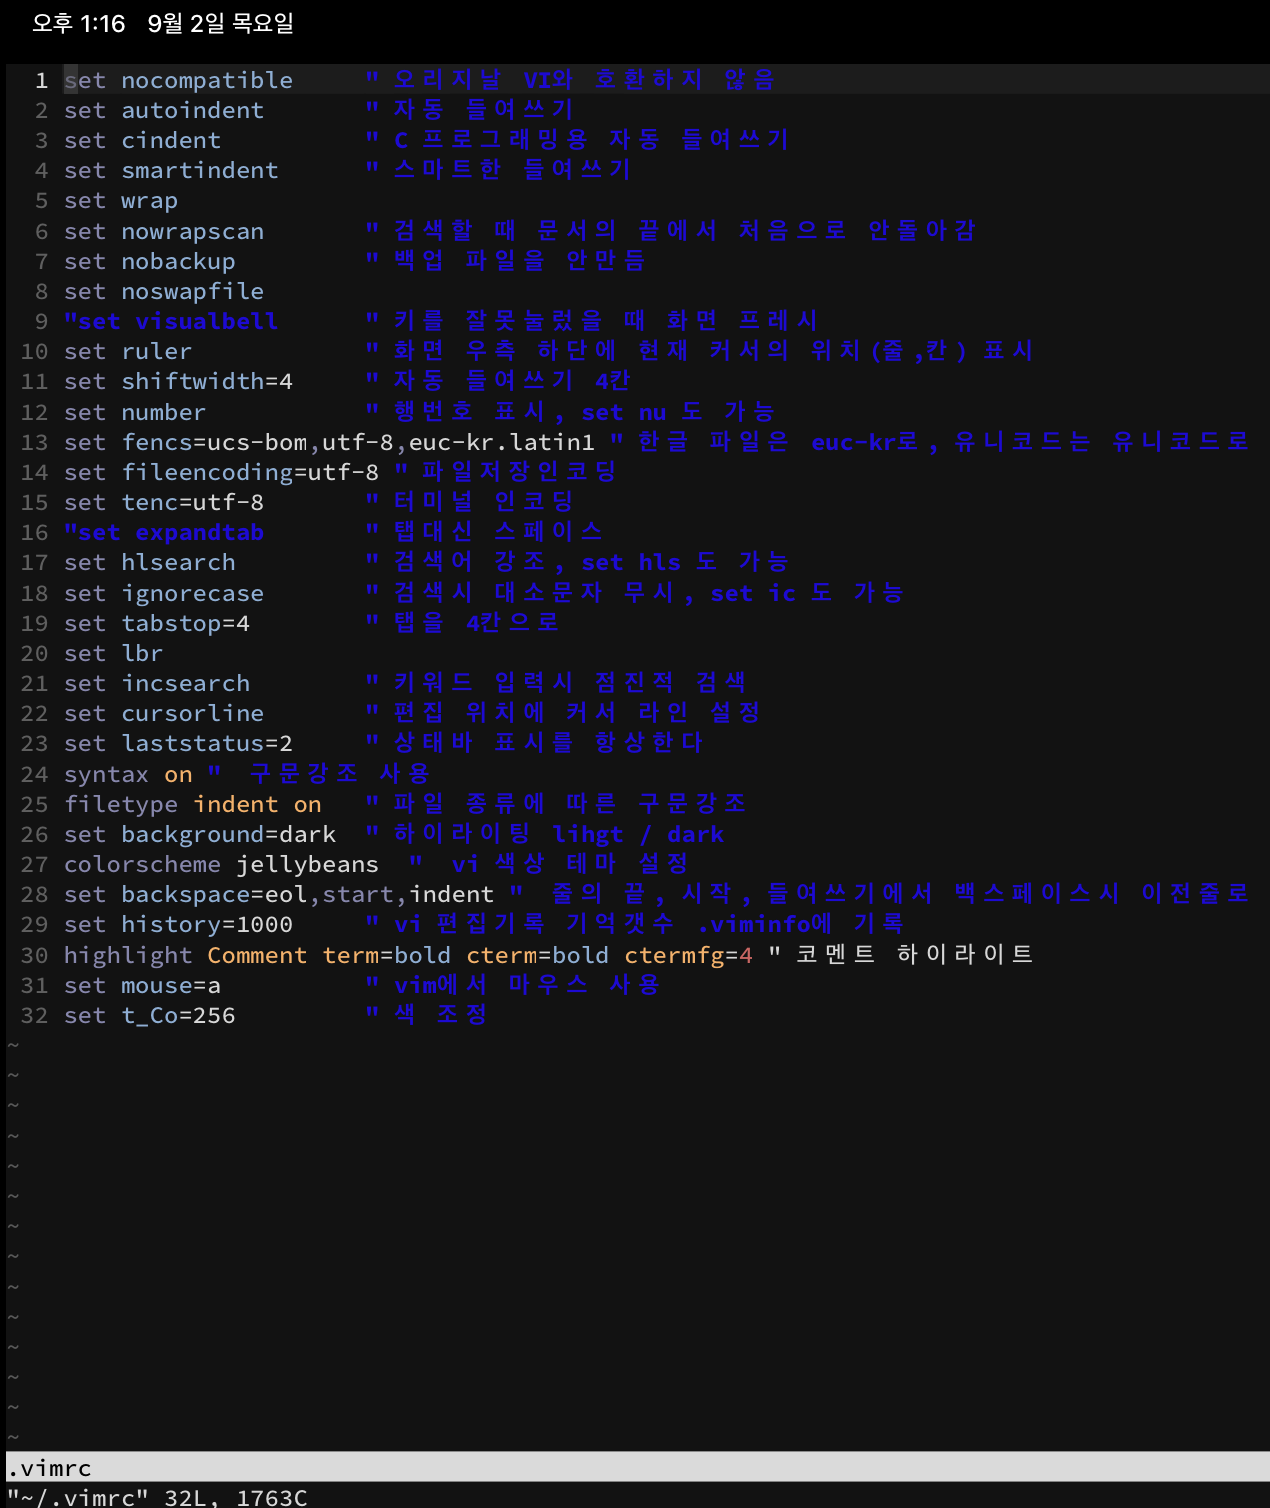 오후 1:16 9월 2일 목요일
1 set nocompatible " 오리지날 VI와 호환하지 않음
2 set autoindent " 자동 들여쓰기
3 set cindent " C 프로그래밍용 자동 들여쓰기
4 set smartindent " 스마트한 들여쓰기
5 set wrap
6 set nowrapscan " 검색할 때 문서의 끝에서 처음으로 안돌아감
7 set nobackup " 백업 파일을 안만듬
8 set noswapfile
9 "set visualbell " 키를 잘못눌렀을 때 화면 프레시
10 set ruler " 화면 우측 하단에 현재 커서의 위치(줄,칸) 표시
11 set shiftwidth=4 " 자동 들여쓰기 4칸
12 set number " 행번호 표시, set nu 도 가능
13 set fencs=ucs-bom,utf-8,euc-kr.latin1 " 한글 파일은 euc-kr로, 유니코드는 유니코드로
14 set fileencoding=utf-8 " 파일저장인코딩
15 set tenc=utf-8 " 터미널 인코딩
16 "set expandtab " 탭대신 스페이스
17 set hlsearch " 검색어 강조, set hls 도 가능
18 set ignorecase " 검색시 대소문자 무시, set ic 도 가능
19 set tabstop=4 " 탭을 4칸으로
20 set lbr
21 set incsearch " 키워드 입력시 점진적 검색
22 set cursorline " 편집 위치에 커서 라인 설정
23 set laststatus=2 " 상태바 표시를 항상한다
24 syntax on " 구문강조 사용
25 filetype indent on " 파일 종류에 따른 구문강조
26 set background=dark " 하이라이팅 lihgt / dark
27 colorscheme jellybeans " vi 색상 테마 설정
28 set backspace=eol,start,indent " 줄의 끝, 시작, 들여쓰기에서 백스페이스시 이전줄로
29 set history=1000 " vi 편집기록 기억갯수 .viminfo에 기록
30 highlight Comment term=bold cterm=bold ctermfg=4 " 코멘트 하이라이트
31 set mouse=a " vim에서 마우스 사용
32 set t_Co=256 " 색 조정
~
~
~
~
~
~
~
~
~
~
~
~
~
~
.vimrc
"~/.vimrc" 32L, 1763C